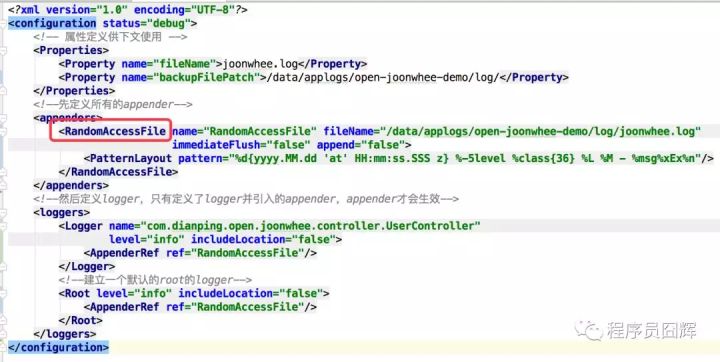 <?xml version="1.0" encoding="UTF-8"?>
<configuration status="debug">
<!-- 属性定义供下文使用 -->
<Properties>
<Property name="fileName">joonwhee.log</Property>
<Property name="backupFilePatch">/data/applogs/open-joonwhee-demo/log/</Property>
</Properties>
<!--先定义所有的appender-->
<appenders>
<RandomAccessFile name="RandomAccessFile" fileName="/data/applogs/open-joonwhee-demo/log/joonwhee.log"
immediateFlush="false" append="false">
<PatternLayout pattern="%d{yyyy.MM.dd 'at' HH:mm:ss.SSS z} %-5level %class{36} %L %M - %msg%xEx%n"/>
</RandomAccessFile>
</appenders>
<!--然后定义logger，只有定义了logger并引入的appender，appender才会生效-->
<loggers>
<Logger name="com.dianping.open.joonwhee.controller.UserController"
level="info" includeLocation="false">
<AppenderRef ref="RandomAccessFile"/>
</Logger>
<!--建立一个默认的root的logger-->
<Root level="info" includeLocation="false">
<AppenderRef ref="RandomAccessFile"/>
</Root>
</loggers>
</configuration>
程序员囧辉